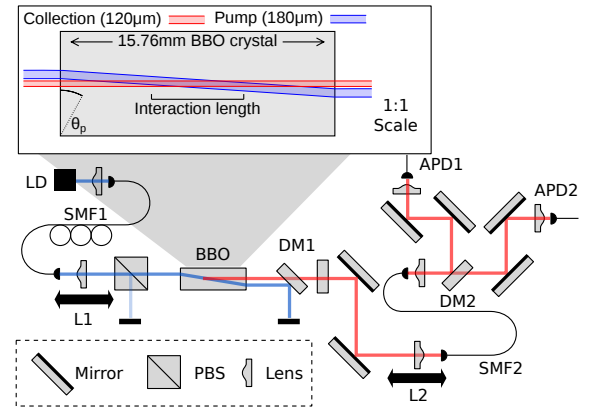 Collection (120μm) Pump (180μm)
15.76mm BBO crystal
Interaction length
θp
1:1
Scale
LD
SMF1
APD1
APD2
BBO
DM1
DM2
L1
SMF2
L2
Mirror PBS Lens